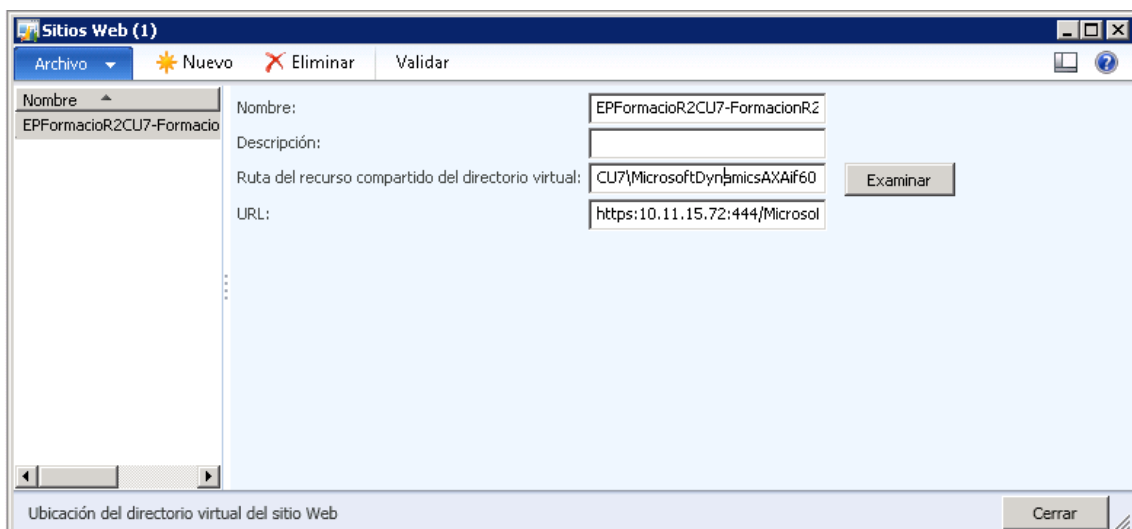 Sitios Web (1)
Archivo Nuevo Eliminar Validar
Nombre
EPFormacioR2CU7-Formacio
Nombre: EPFormacioR2CU7-FormacionR2
Descripción:
Ruta del recurso compartido del directorio virtual: CU7\MicrosoftDynamicsAXAif60 Examinar
URL: https:10.11.15.72:444/Microsof
Ubicación del directorio virtual del sitio Web Cerrar